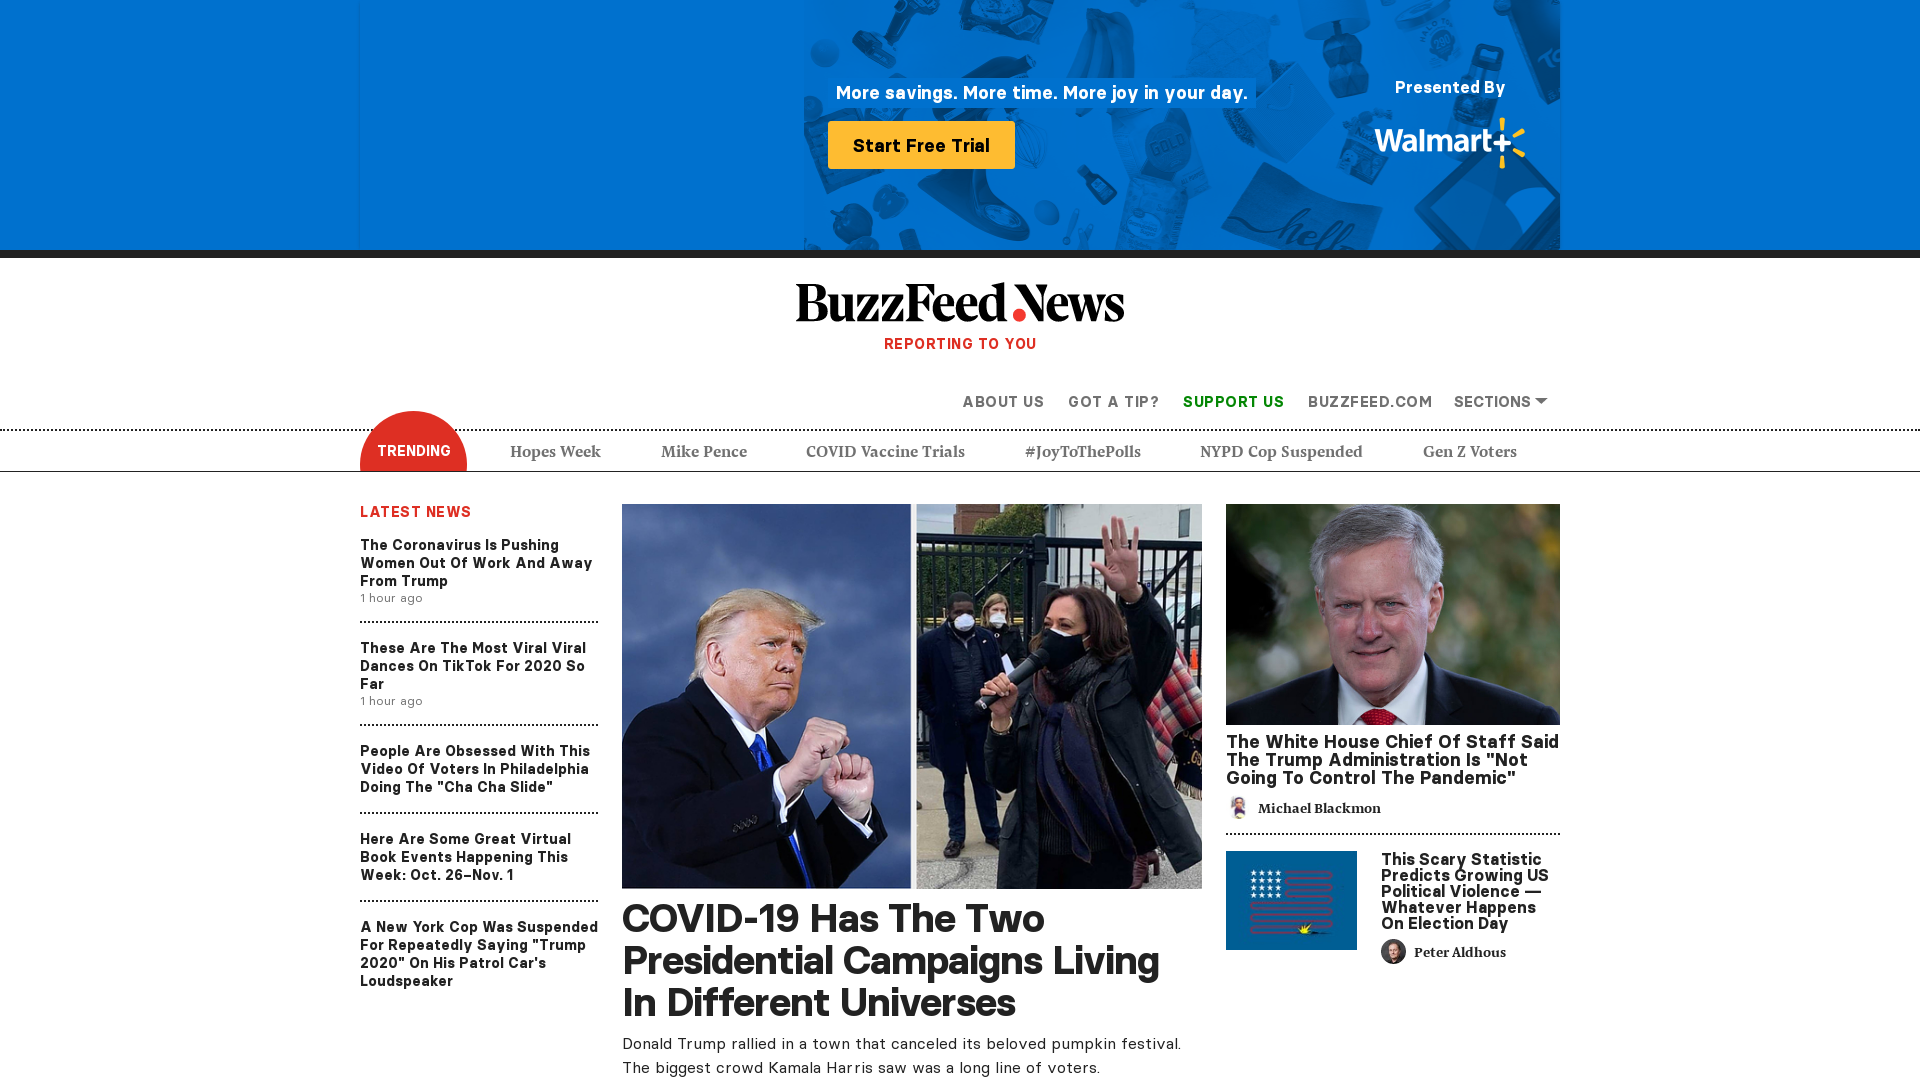 More savings. More time. More joy in your day.
Start Free Trial
Presented By
Walmart+
BuzzFeed News
REPORTING TO YOU
ABOUT US
GOT A TIP?
SUPPORT US
BUZZFEED.COM
SECTIONS
TRENDING
Hopes Week
Mike Pence
COVID Vaccine Trials
#JoyToThePolls
NYPD Cop Suspended
Gen Z Voters
LATEST NEWS
The Coronavirus Is Pushing
Women Out Of Work And Away
From Trump
1 hour ago
These Are The Most Viral Viral
Dances On TikTok For 2020 So
Far
1 hour ago
People Are Obsessed With This
Video Of Voters In Philadelphia
Doing The "Cha Cha Slide"
Here Are Some Great Virtual
Book Events Happening This
Week: Oct. 26–Nov. 1
A New York Cop Was Suspended
For Repeatedly Saying "Trump
2020" On His Patrol Car's
Loudspeaker
COVID-19 Has The Two
Presidential Campaigns Living
In Different Universes
Donald Trump rallied in a town that canceled its beloved pumpkin festival.
The biggest crowd Kamala Harris saw was a long line of voters.
The White House Chief Of Staff Said
The Trump Administration Is "Not
Going To Control The Pandemic"
Michael Blackmon
This Scary Statistic
Predicts Growing US
Political Violence —
Whatever Happens
On Election Day
Peter Aldhous
hello
GOLD